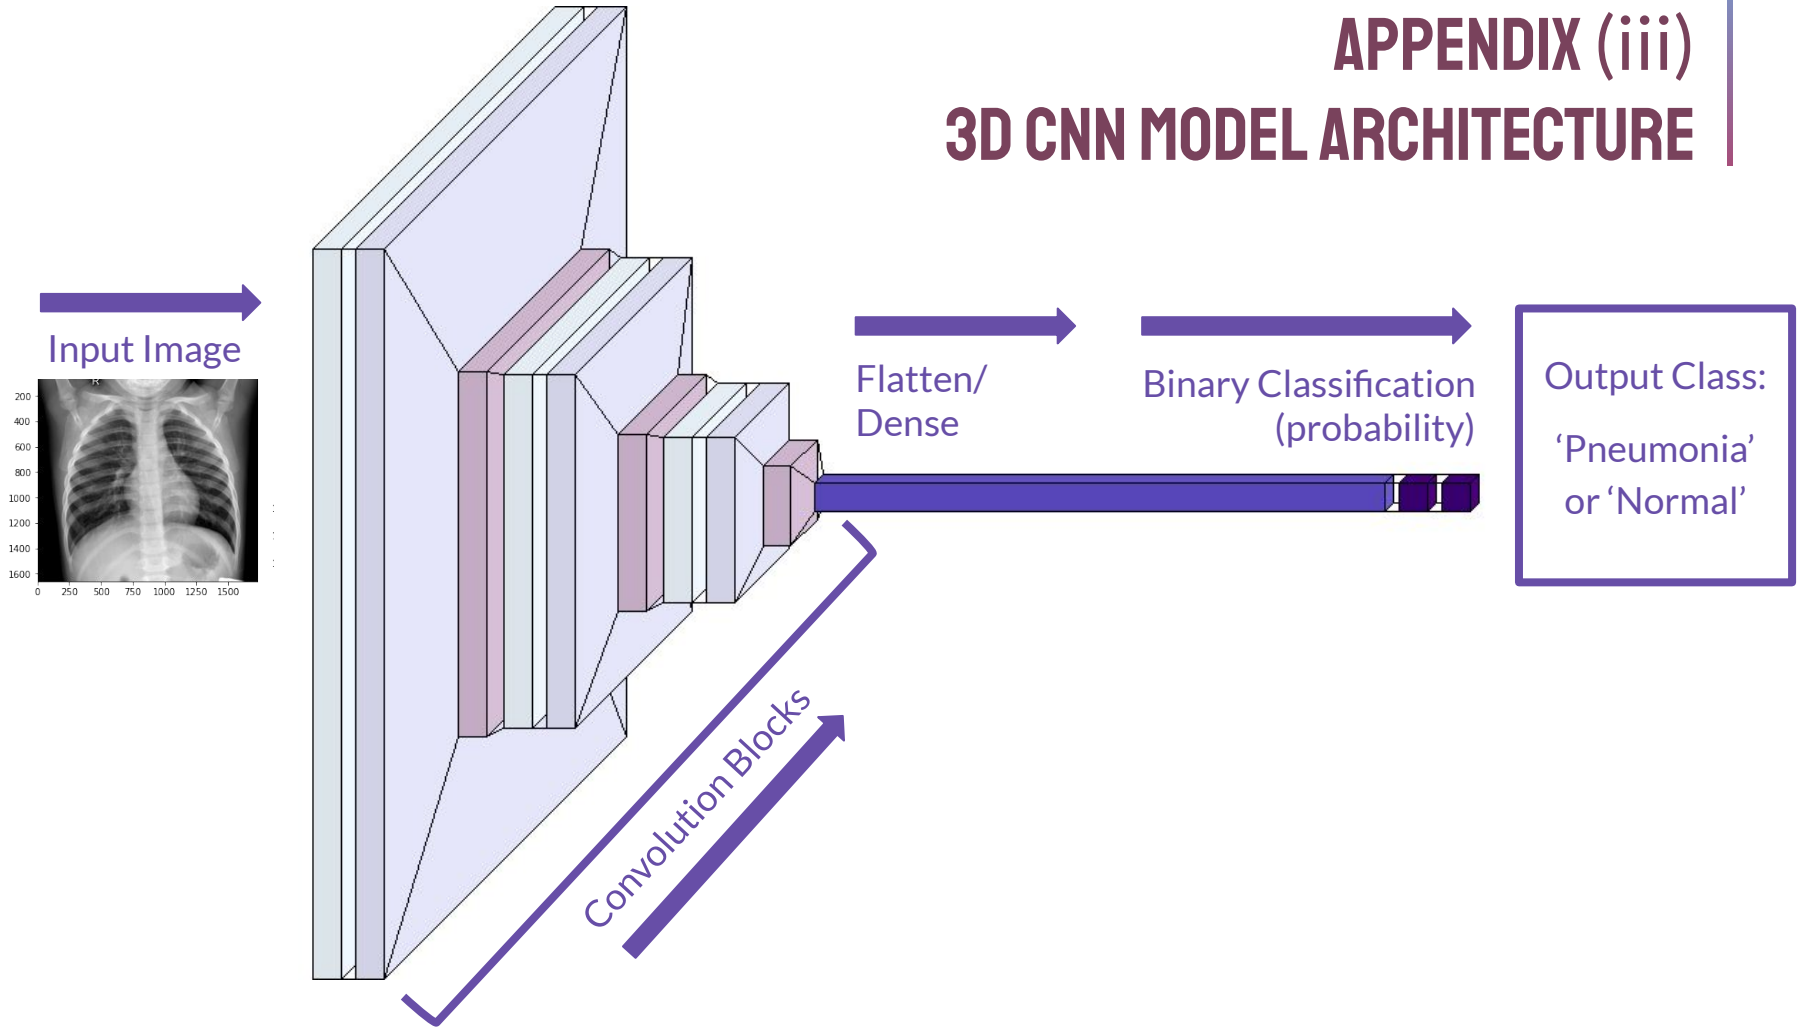 APPENDIX (iii)
3D CNN MODEL ARCHITECTURE
Input Image
R
200
400
600
800
1000
1200
1400
1600
0 250 500 750 1000 1250 1500
Flatten/
Dense
Binary Classification
(probability)
Output Class:
‘Pneumonia’
or ‘Normal’
Convolution Blocks